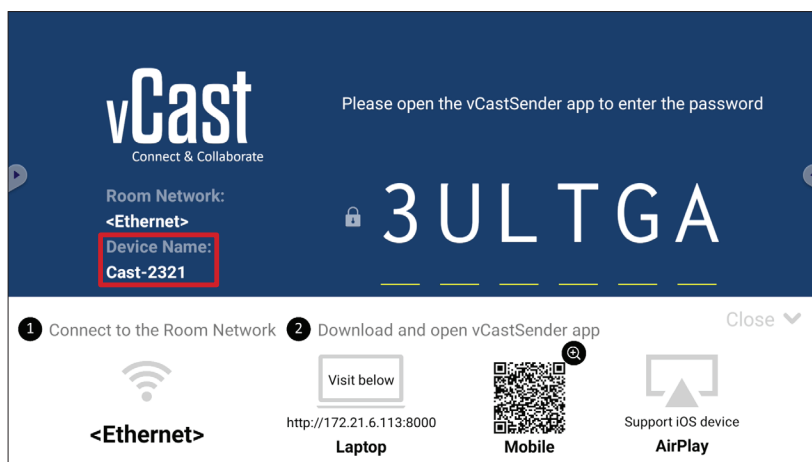 vCast
Connect & Collaborate
Please open the vCastSender app to enter the password
Room Network:
<Ethernet>
Device Name:
Cast-2321
3ULTGA
Close
1 Connect to the Room Network
2 Download and open vCastSender app
<Ethernet>
Visit below
http://172.21.6.113:8000
Laptop
Mobile
Support iOS device
AirPlay